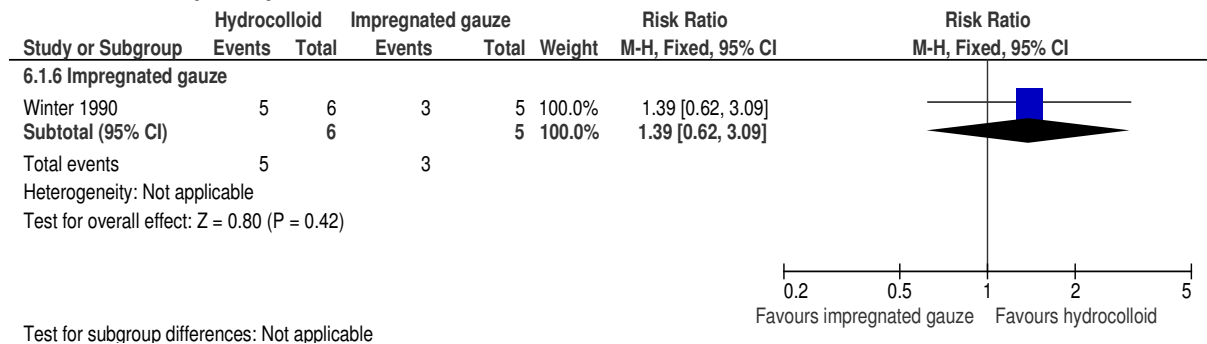 Hydrocolloid Impregnated gauze Risk Ratio Risk Ratio
Study or Subgroup Events Total Events Total Weight M-H, Fixed, 95% CI M-H, Fixed, 95% CI
6.1.6 Impregnated gauze
Winter 1990 5 6 3 5 100.0% 1.39 [0.62, 3.09]
Subtotal (95% CI) 6 5 100.0% 1.39 [0.62, 3.09]
Total events 5 3
Heterogeneity: Not applicable
Test for overall effect: Z = 0.80 (P = 0.42)
0.2 0.5 1 2 5
Favours impregnated gauze Favours hydrocolloid
Test for subgroup differences: Not applicable